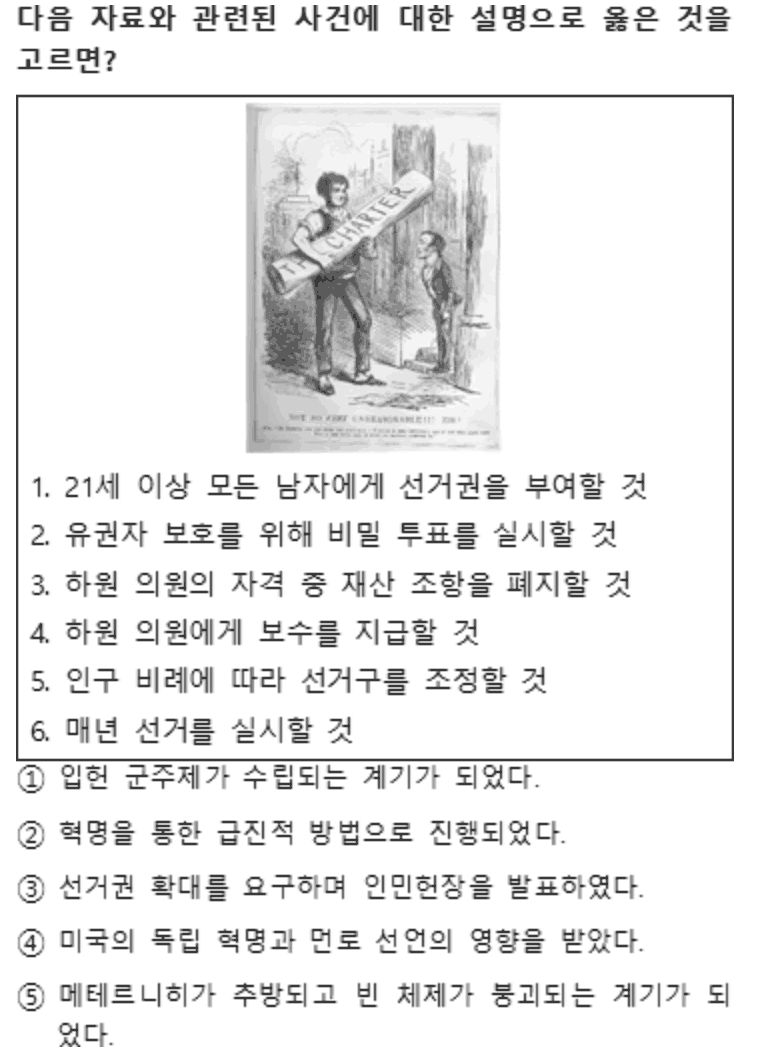 다음 자료와 관련된 사건에 대한 설명으로 옳은 것을
고르면?
THE CHARTER
1. 21세 이상 모든 남자에게 선거권을 부여할 것
2. 유권자 보호를 위해 비밀 투표를 실시할 것
3. 하원 의원의 자격 중 재산 조항을 폐지할 것
4. 하원 의원에게 보수를 지급할 것
5. 인구 비례에 따라 선거구를 조정할 것
6. 매년 선거를 실시할 것
① 입헌 군주제가 수립되는 계기가 되었다.
② 혁명을 통한 급진적 방법으로 진행되었다.
③ 선거권 확대를 요구하며 인민헌장을 발표하였다.
④ 미국의 독립 혁명과 먼로 선언의 영향을 받았다.
⑤ 메테르니히가 추방되고 빈 체제가 붕괴되는 계기가 되
었다.